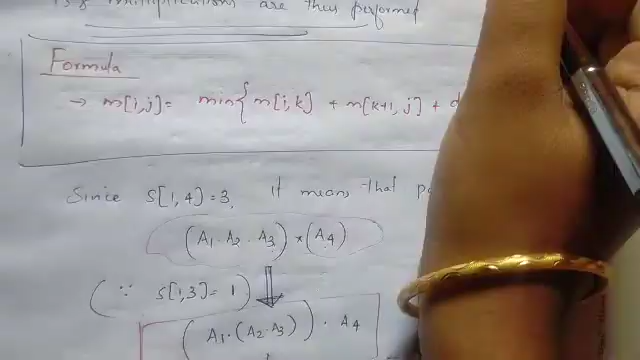 multiplications are thus performed
Formula
→ m[i,j] = min{ m[i,k] + m[k+1, j] + d
Since S[1,4]=3, it means that
(A₁·A₂·A₃) × (A₄)
(∵ S[1,3]=1)
(A₁·(A₂·A₃)) · A₄